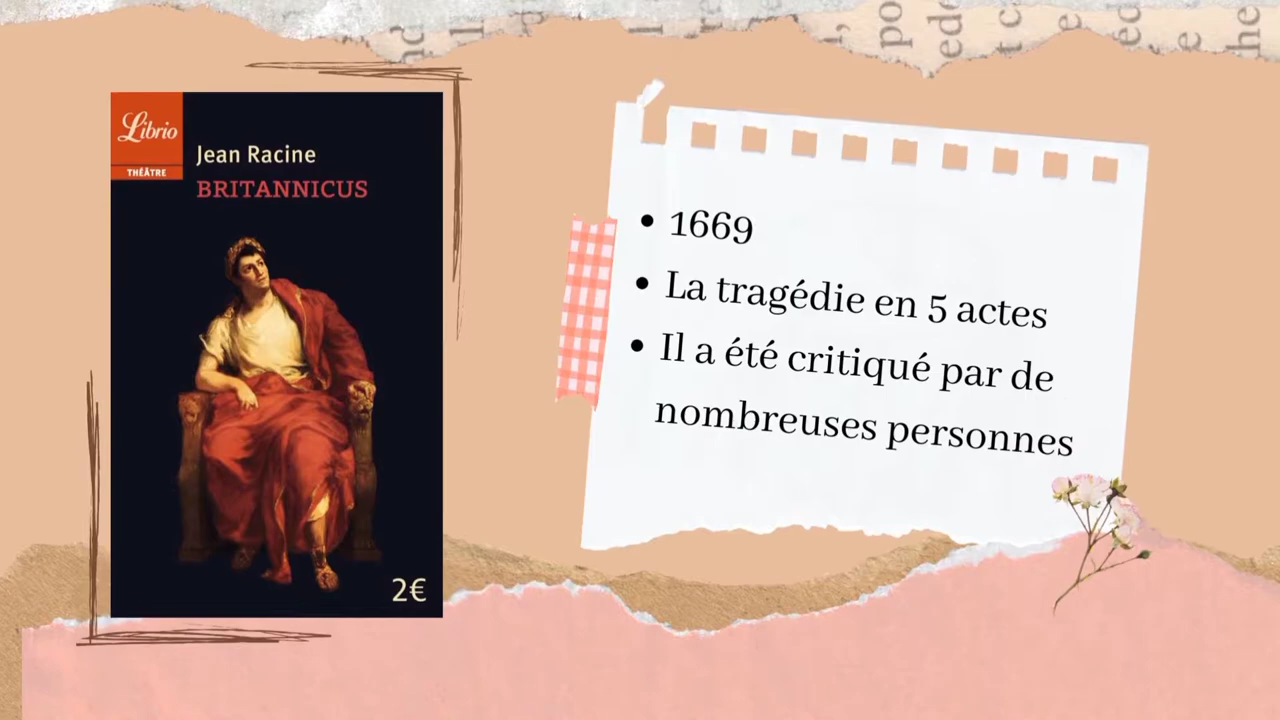 Librio
THÉÂTRE
Jean Racine
BRITANNICUS
2€
• 1669
• La tragédie en 5 actes
• Il a été critiqué par de
nombreuses personnes